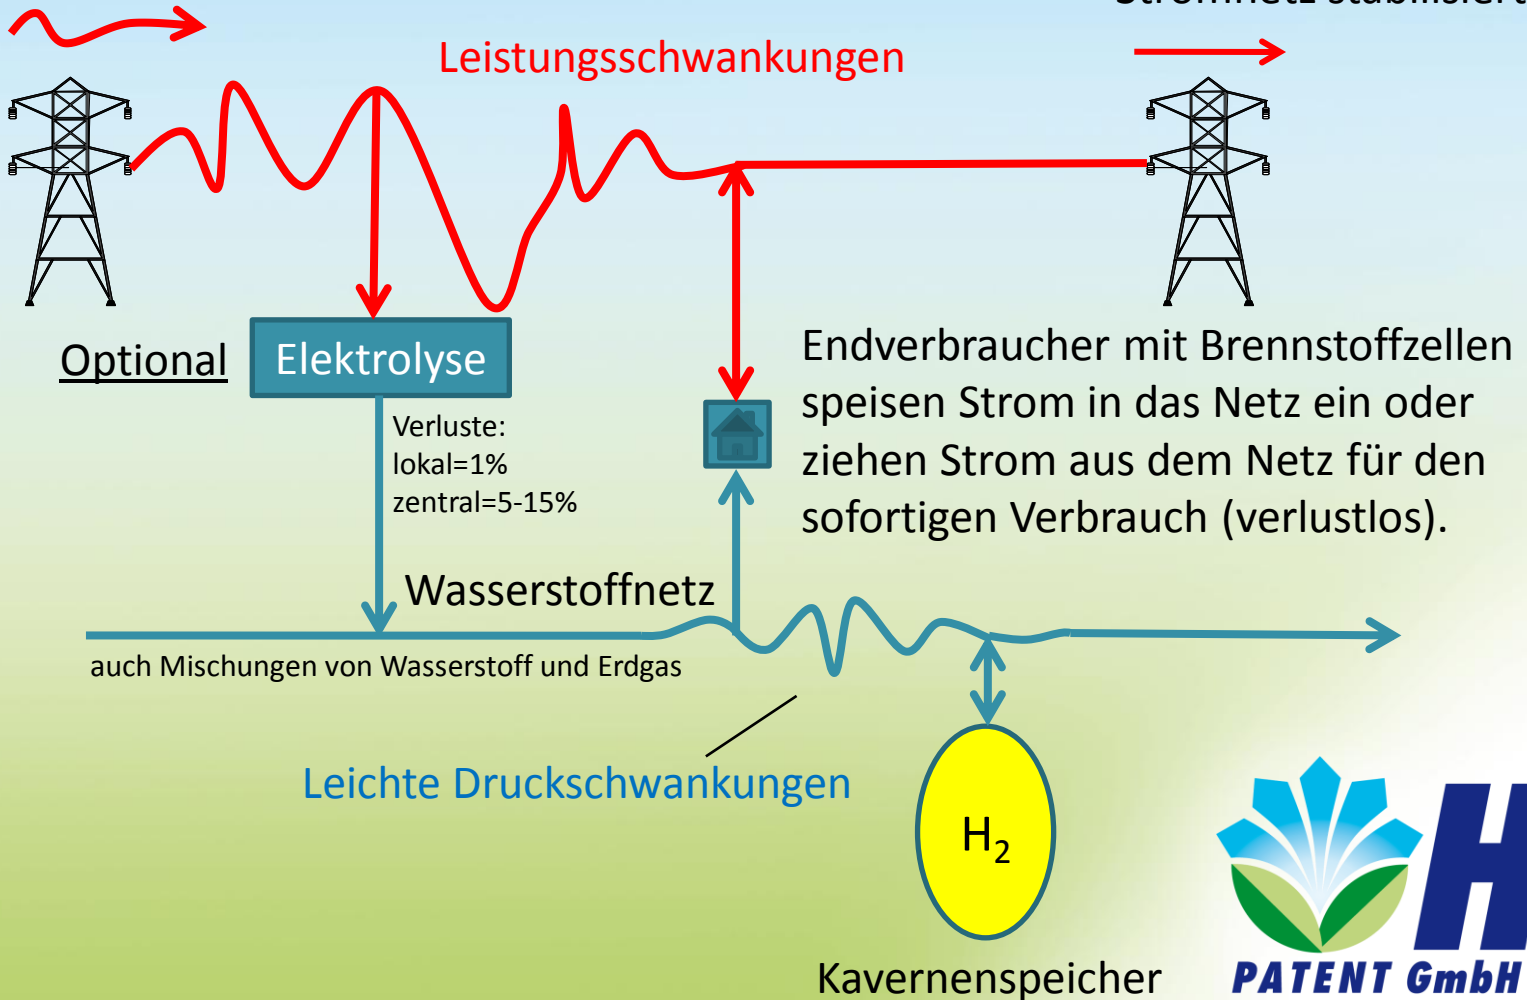 Stromnetz stabilisiert
Leistungsschwankungen
Optional
Elektrolyse
Verluste:
lokal=1%
zentral=5-15%
Endverbraucher mit Brennstoffzellen
speisen Strom in das Netz ein oder
ziehen Strom aus dem Netz für den
sofortigen Verbrauch (verlustlos).
Wasserstoffnetz
auch Mischungen von Wasserstoff und Erdgas
Leichte Druckschwankungen
H₂
Kavernenspeicher
H
PATENT GmbH